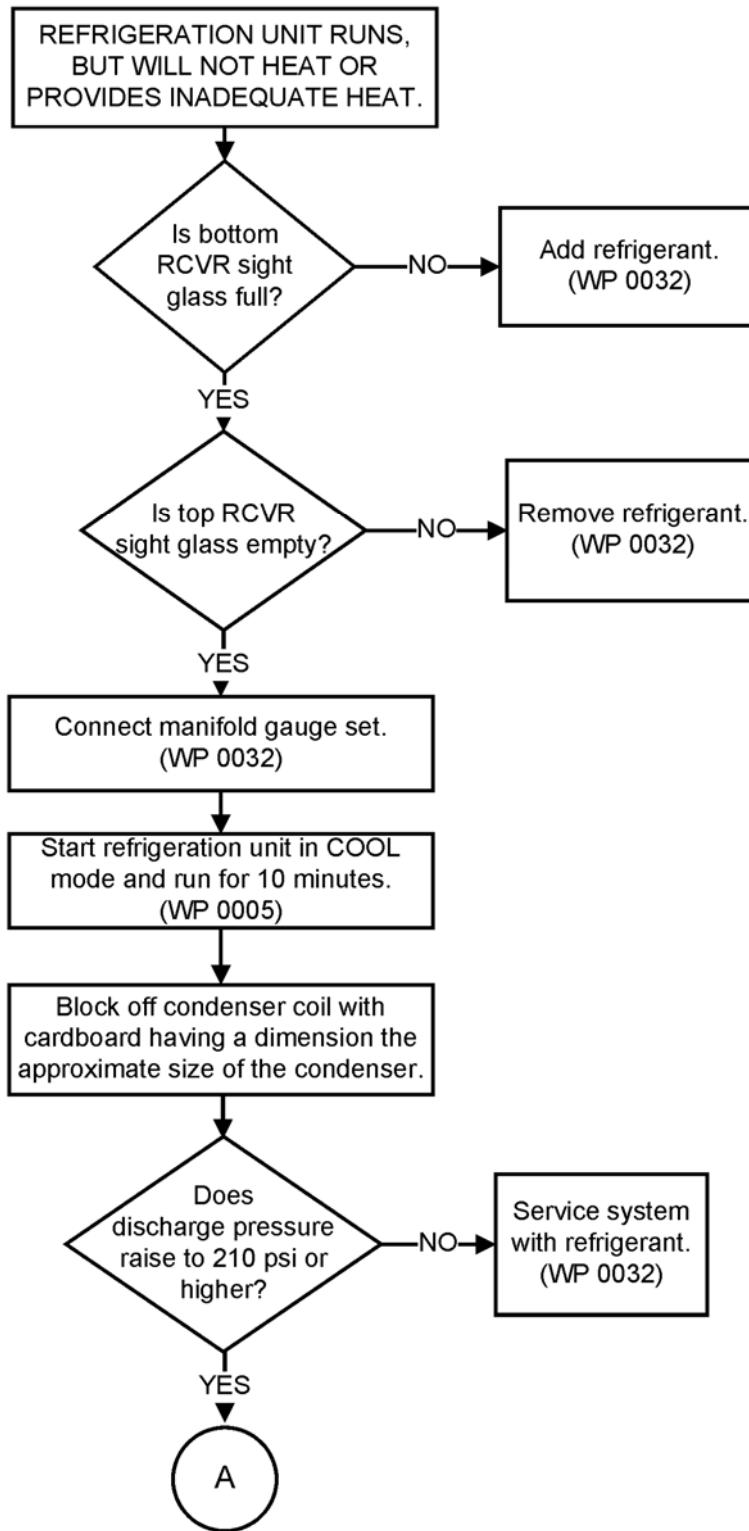 REFRIGERATION UNIT RUNS,
BUT WILL NOT HEAT OR
PROVIDES INADEQUATE HEAT.
Is bottom
RCVR sight
glass full?
NO
Add refrigerant.
(WP 0032)
YES
Is top RCVR
sight glass empty?
NO
Remove refrigerant.
(WP 0032)
YES
Connect manifold gauge set.
(WP 0032)
Start refrigeration unit in COOL
mode and run for 10 minutes.
(WP 0005)
Block off condenser coil with
cardboard having a dimension the
approximate size of the condenser.
Does
discharge pressure
raise to 210 psi or
higher?
NO
Service system
with refrigerant.
(WP 0032)
YES
A